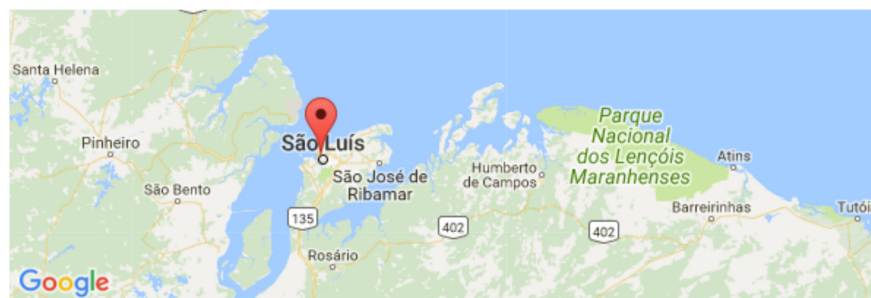 Santa Helena
Pinheiro
São Bento
São Luís
São José de
Ribamar
135
Rosário
402
Humberto
de Campos
402
Parque
Nacional
dos Lençóis
Maranhenses
Atins
Barreirinhas
Google